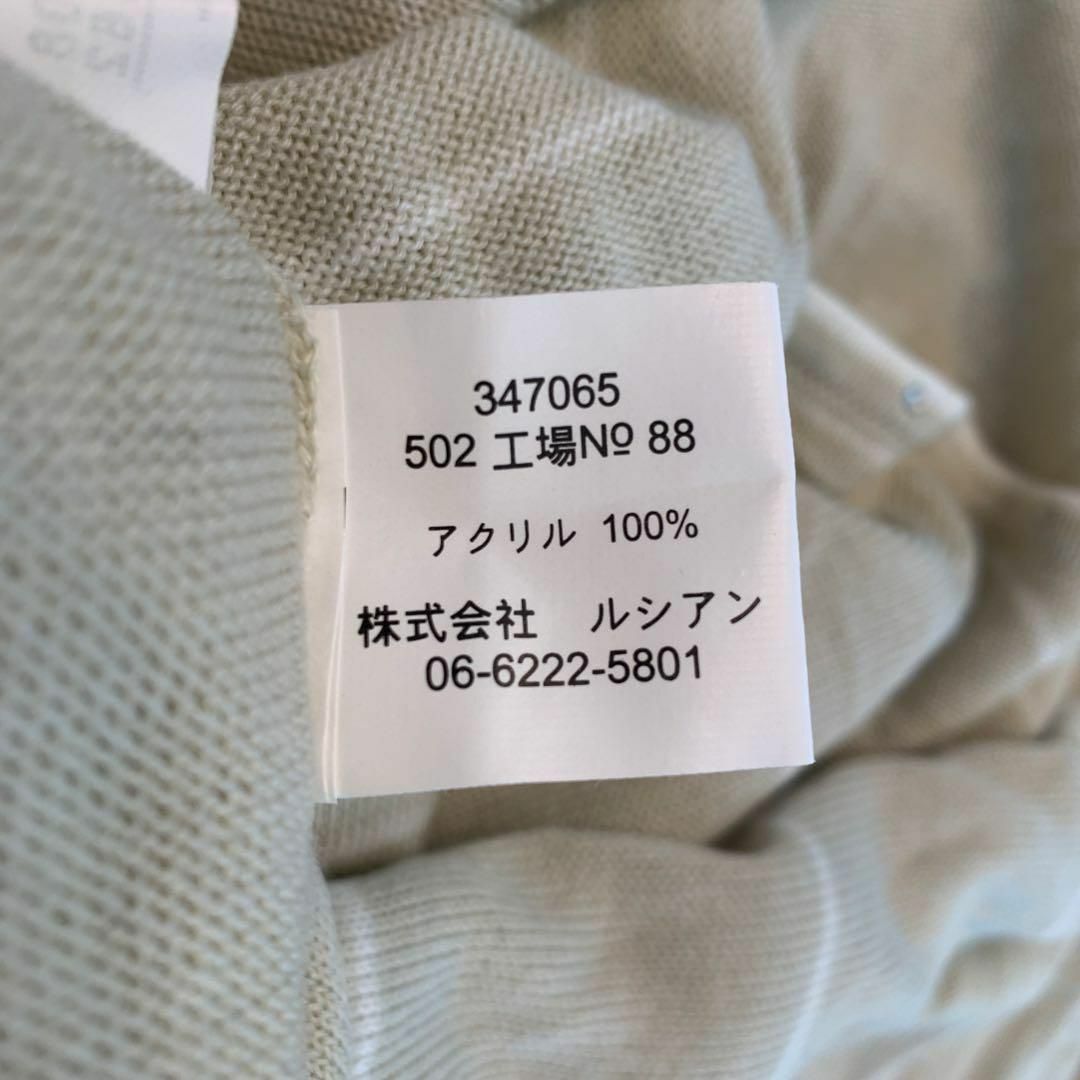 347065
502 工場№ 88
アクリル 100%
株式会社 ルシアン
06-6222-5801